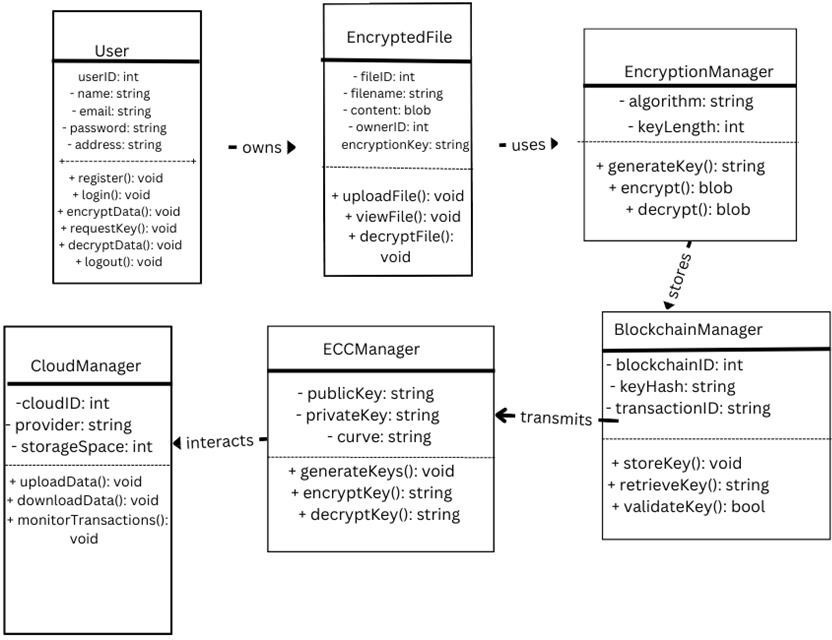 User
userID: int
- name: string
- email: string
- password: string
- address: string
+ register(): void
+ login(): void
+ encryptData(): void
+ requestKey(): void
+ decryptData(): void
+ logout(): void
owns
EncryptedFile
- fileID: int
- filename: string
- content: blob
- ownerID: int
encryptionKey: string
+ uploadFile(): void
+ viewFile(): void
+ decryptFile():
void
uses
EncryptionManager
- algorithm: string
- keyLength: int
+ generateKey(): string
+ encrypt(): blob
+ decrypt(): blob
stores
BlockchainManager
- blockchainID: int
- keyHash: string
- transactionID: string
+ storeKey(): void
+ retrieveKey(): string
+ validateKey(): bool
transmits
ECCManager
- publicKey: string
- privateKey: string
- curve: string
+ generateKeys(): void
+ encryptKey(): string
+ decryptKey(): string
interacts
CloudManager
-cloudID: int
- provider: string
- storageSpace: int
+ uploadData(): void
+ downloadData(): void
+ monitorTransactions():
void